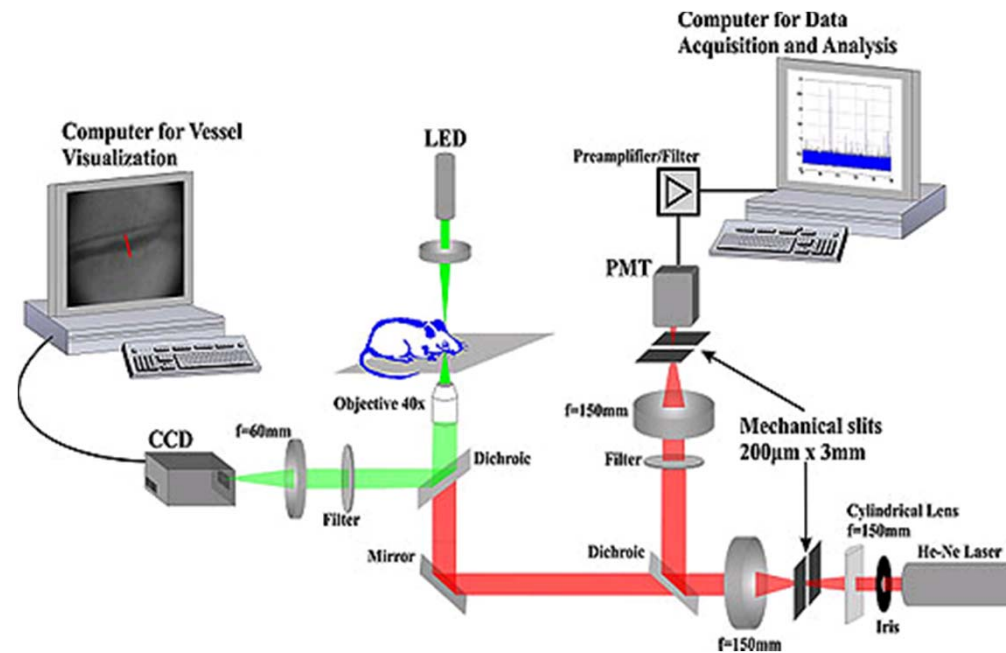 Computer for Data
Acquisition and Analysis
Computer for Vessel
Visualization
LED
Preamplifier/Filter
PMT
Objective 40x
f=150mm
Mechanical slits
200µm x 3mm
CCD
f=60mm
Dichroic
Filter
Filter
Cylindrical Lens
f=150mm
Mirror
Dichroic
He-Ne Laser
Iris
f=150mm